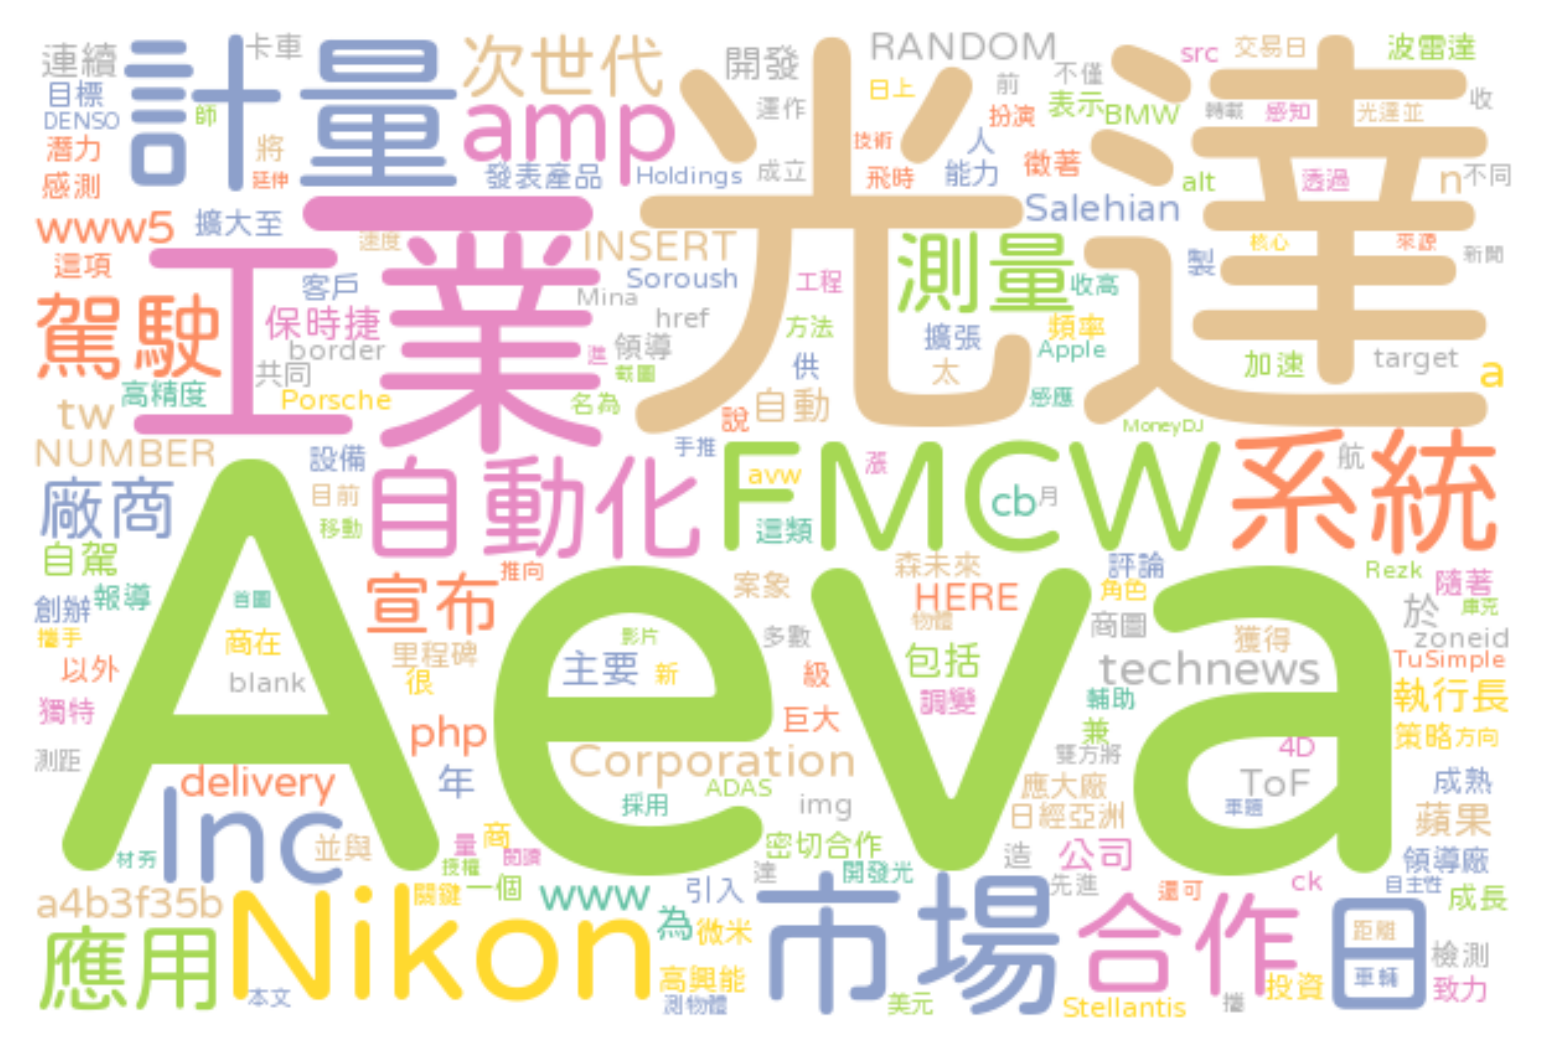 連續
卡車
計量
次世代
開發
RANDOM
src
交易日
波雷達
目標
DENSO
師
amp
運作
日上
前
不僅
表示
BMW
轉載
感知
光達並
收
潛力
將
技術
扮演
人
感測
延伸
發表產品
Holdings
成立
飛時
能力
徵著
alt
透過
n
不同
光達
www5
擴大至
工業
速度
INSERT
Salehian
測量
製
核心
來源
新聞
這項
客戶
Soroush
工程
收高
駕駛
保時捷
Mina
href
方法
擴張
頻率
border
進
領導
Apple
加速
target
a
共同
截圖
供
太
高精度
Porsche
名為
自動
感應
tw
說
MoneyDJ
NUMBER
設備
自動化
手推
FMCW
avw
漲
cb
月
航
系統
廠商
目前
移動
這類
自駕
宣布
推向
案象
森未來
評論
Rezk
隨著
報導
創辦
首圖
HERE
角色
於
庫克
攜手
商在
影片
多數
物體
商圖
獲得
zoneid
里程碑
以外
blank
很
主要
新
級
包括
technews
TuSimple
Aeva
獨特
調變
輔助
執行長
php
巨大
兼
策略
方向
測距
Corporation
雙方將
4D
delivery
年
ADAS
應大廠
ToF
成熟
採用
img
日經亞洲
車題
蘋果
Inc
並與
商
密切合作
材夯
量
閱讀
授權
造
公司
領導廠
達
開發光
先進
ck
自主性
a4b3f35b
關鍵
一個
www
引入
還可
成長
Nikon
為
微米
市場
合作
日
距離
應用
車輛
檢測
高興能
投資
致力
本文
測物體
美元
Stellantis
攜